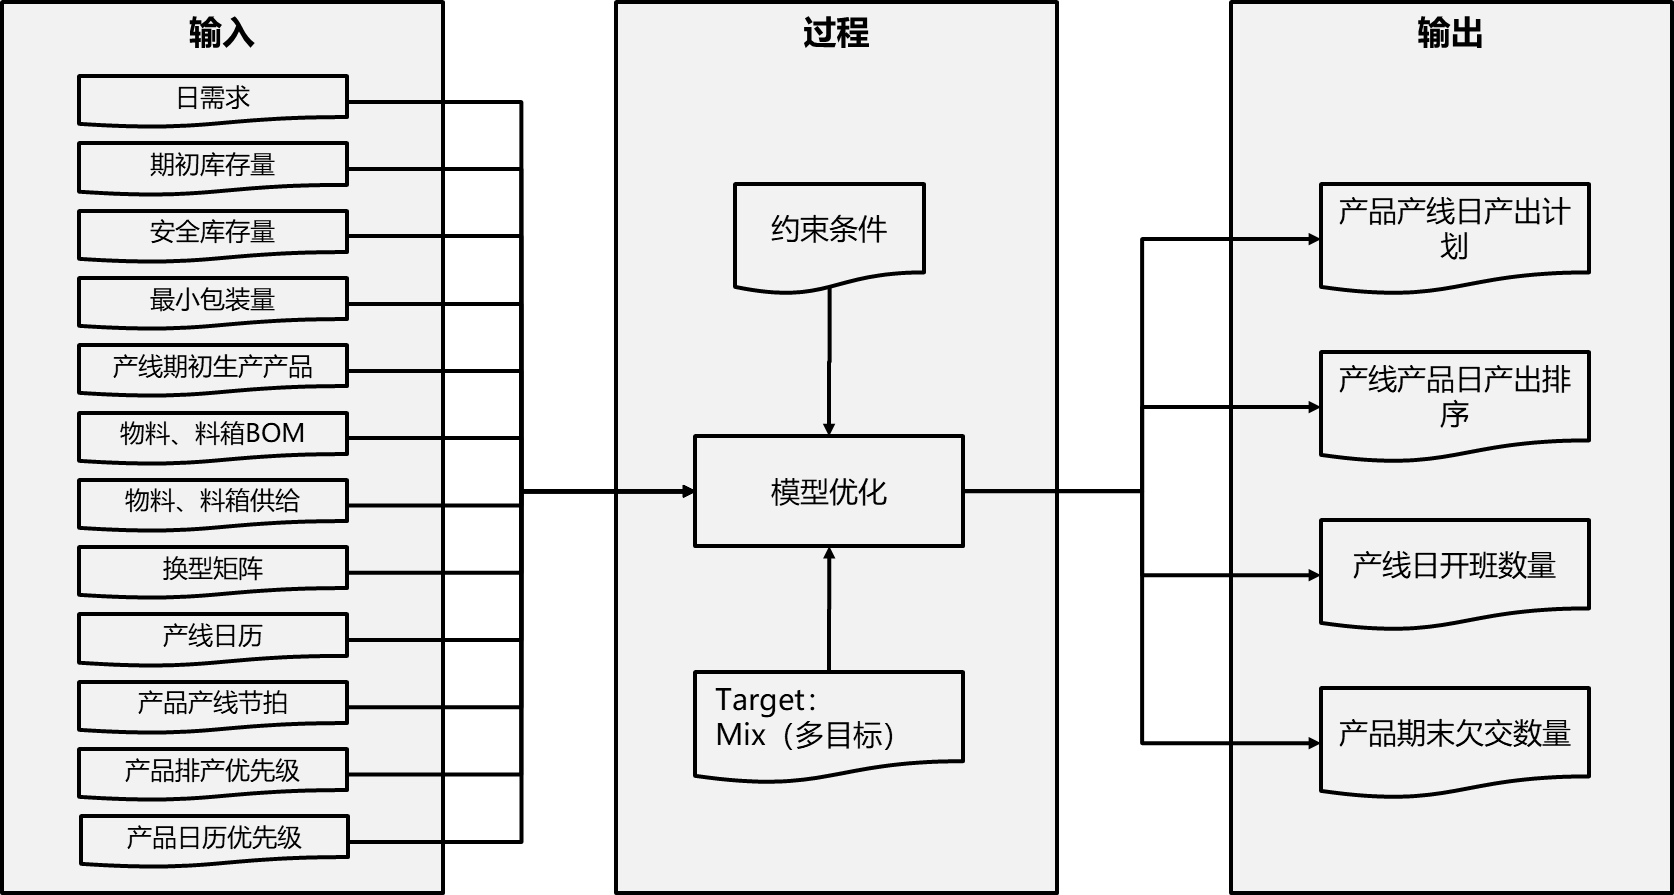 输入
日需求
期初库存量
安全库存量
最小包装量
产线期初生产产品
物料、料箱BOM
物料、料箱供给
换型矩阵
产线日历
产品产线节拍
产品排产优先级
产品日历优先级
过程
约束条件
模型优化
Target：
Mix（多目标）
输出
产品产线日产出计
划
产线产品日产出排
序
产线日开班数量
产品期末欠交数量